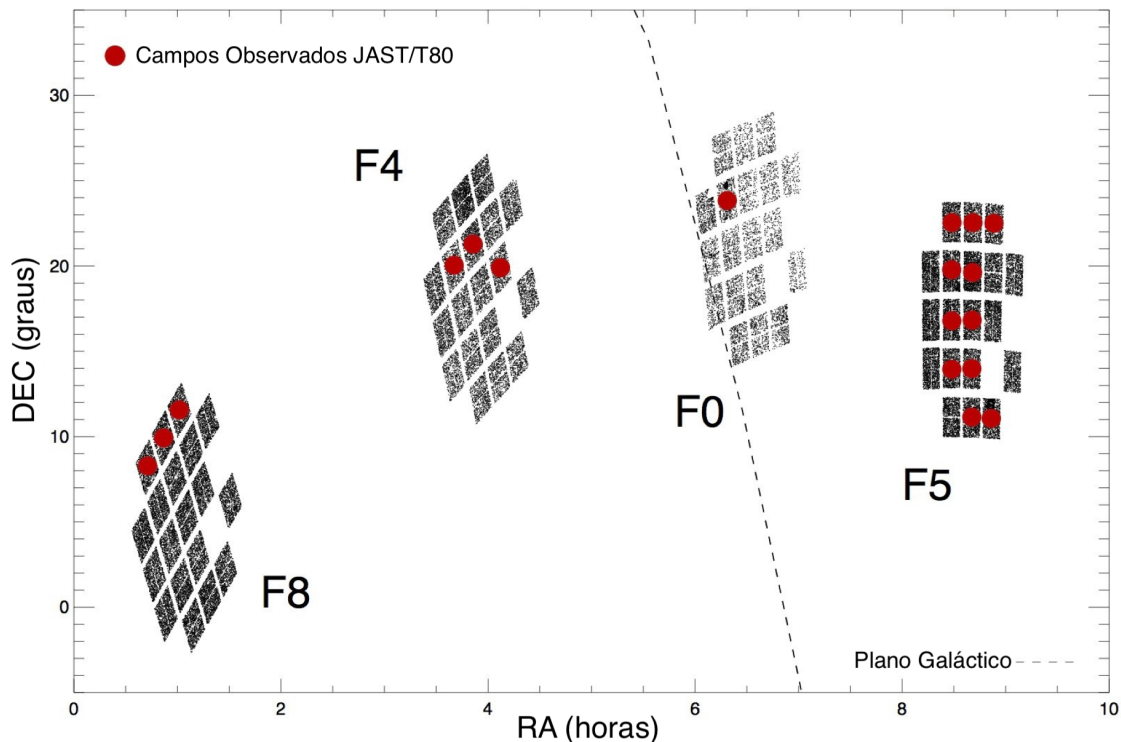 Campos Observados JAST/T80
30
F4
20
DEC (graus)
F0
10
F5
F8
0
Plano Galáctico
0 2 4 6 8 10
RA (horas)